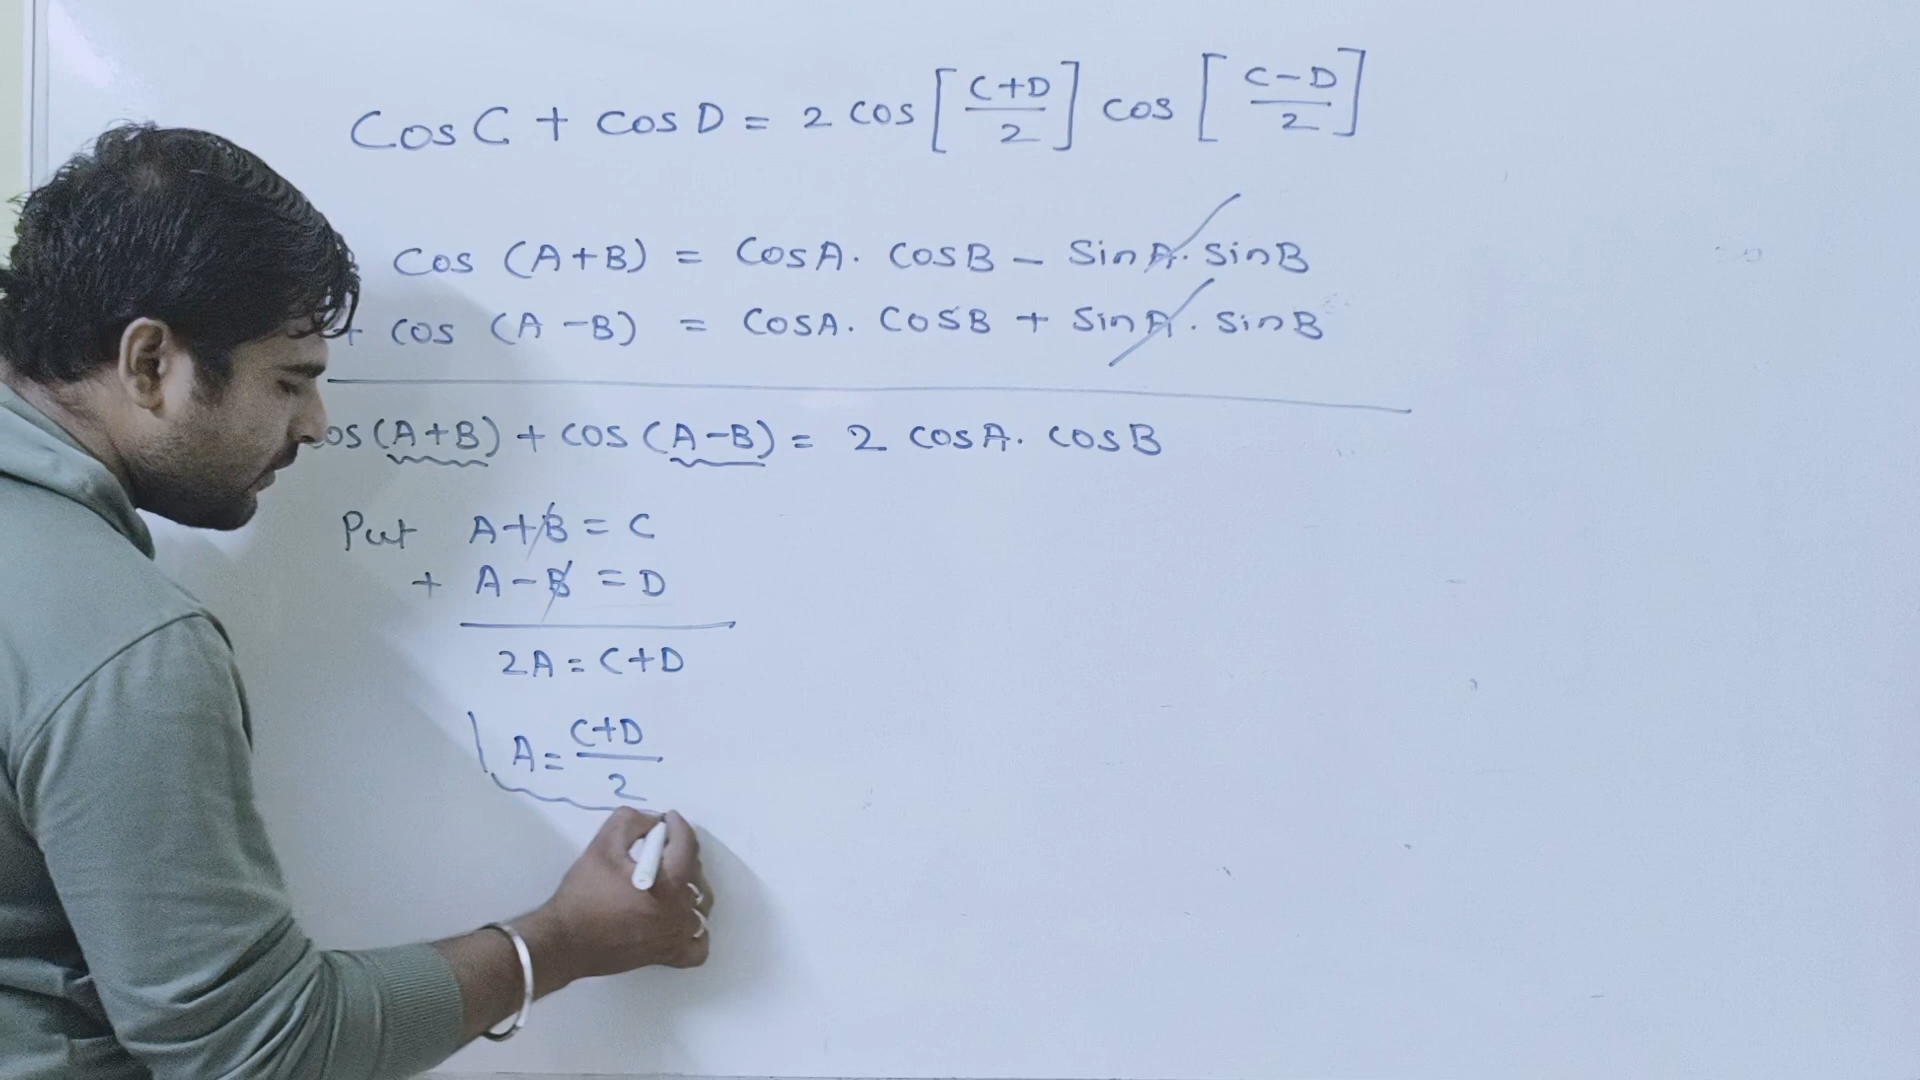 Cos C + cos D = 2 cos [C+D/2] cos [C-D/2]
Cos (A+B) = CosA. CosB - SinA. SinB
+ cos (A-B) = CosA. CosB + SinA. SinB
os (A+B) + cos (A-B) = 2 cosA. cosB
Put A+B = C
+ A-B = D
2A = C+D
A = C+D/2